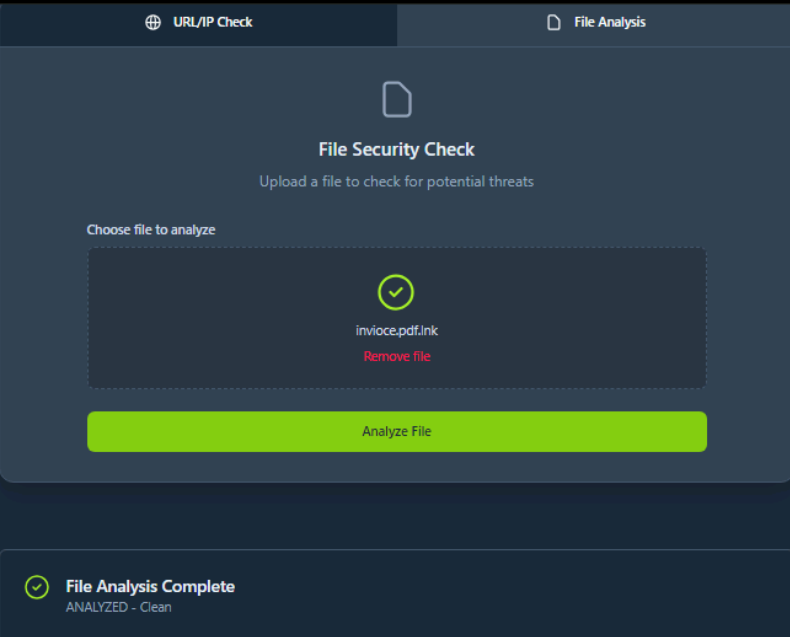 URL/IP Check
File Analysis
File Security Check
Upload a file to check for potential threats
Choose file to analyze
invioce.pdf.lnk
Remove file
Analyze File
File Analysis Complete
ANALYZED - Clean